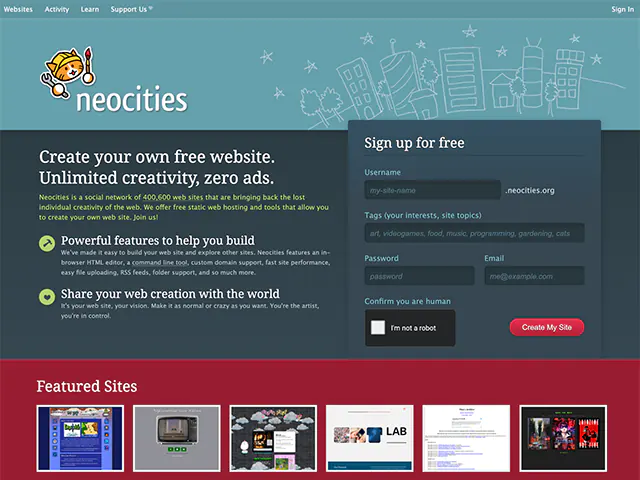 Websites Activity Learn Support Us Sign In
neocities
Create your own free website.
Unlimited creativity, zero ads.
Neocities is a social network of 400,600 web sites that are bringing back the lost
individual creativity of the web. We offer free static web hosting and tools that allow you
to create your own web site. Join us!
Powerful features to help you build
We've made it easy to build your web site and explore other sites. Neocities features an in-
browser HTML editor, a command line tool, custom domain support, fast site performance,
easy file uploading, RSS feeds, folder support, and so much more.
Share your web creation with the world
It's your web site, your vision. Make it as normal or crazy as you want. You're the artist,
you're in control.
Sign up for free
Username
my-site-name .neocities.org
Tags (your interests, site topics)
art, videogames, food, music, programming, gardening, cats
Password Email
password me@example.com
Confirm you are human
I'm not a robot
Create My Site
Featured Sites
LAB